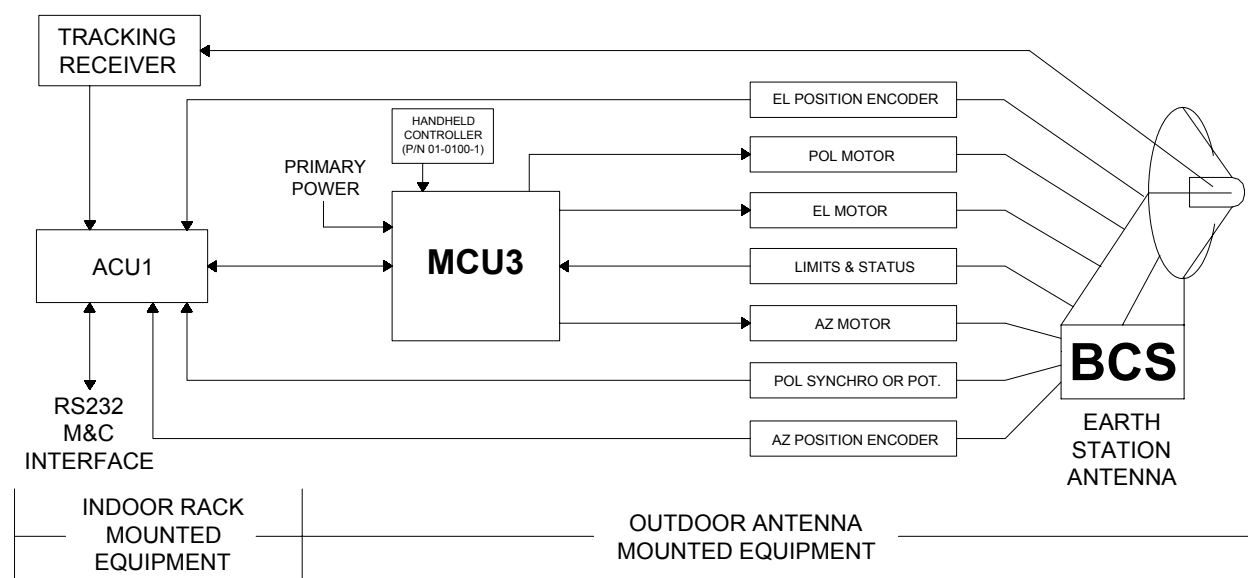 TRACKING
RECEIVER
EL POSITION ENCODER
HANDHELD
CONTROLLER
(P/N 01-0100-1)
POL MOTOR
PRIMARY
POWER
EL MOTOR
ACU1
MCU3
LIMITS & STATUS
AZ MOTOR
BCS
POL SYNCHRO OR POT.
RS232
M&C
INTERFACE
AZ POSITION ENCODER
EARTH
STATION
ANTENNA
INDOOR RACK
MOUNTED
EQUIPMENT
OUTDOOR ANTENNA
MOUNTED EQUIPMENT